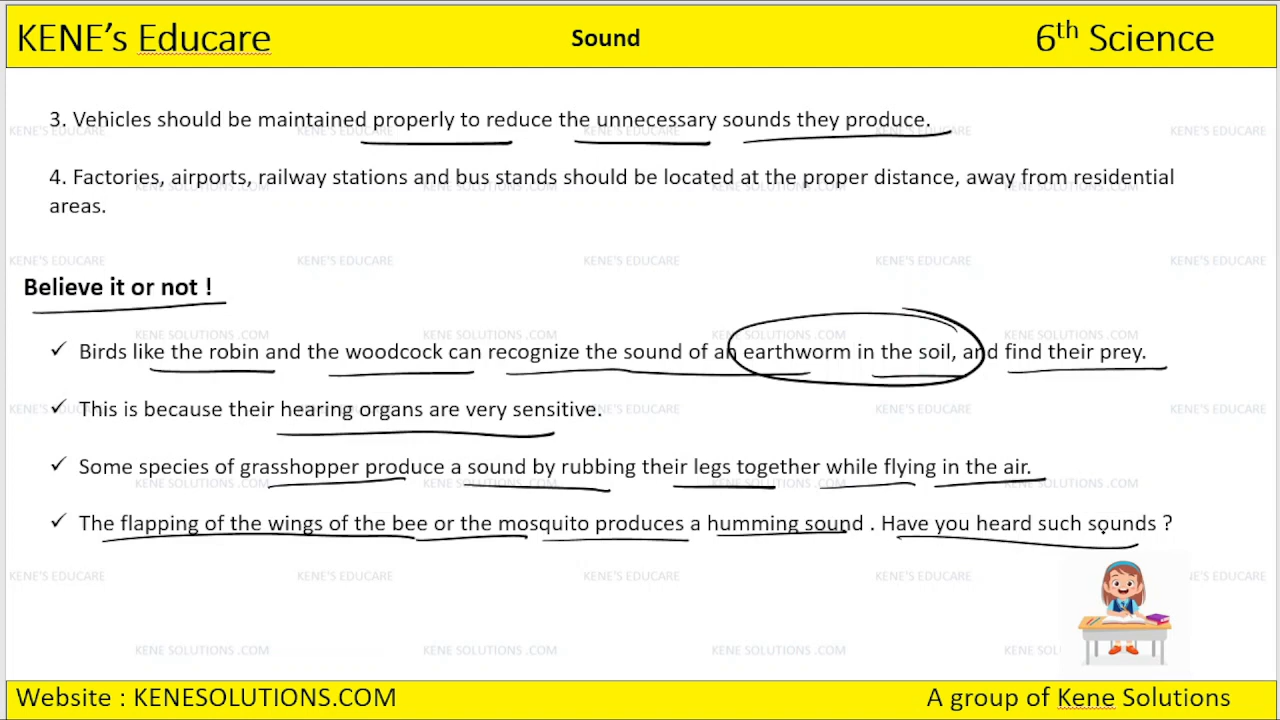 KENE's Educare
Sound
6th Science
3. Vehicles should be maintained properly to reduce the unnecessary sounds they produce.
4. Factories, airports, railway stations and bus stands should be located at the proper distance, away from residential
areas.
Believe it or not !
✓ Birds like the robin and the woodcock can recognize the sound of an earthworm in the soil, and find their prey.
✓ This is because their hearing organs are very sensitive.
✓ Some species of grasshopper produce a sound by rubbing their legs together while flying in the air.
✓ The flapping of the wings of the bee or the mosquito produces a humming sound . Have you heard such sounds ?
KENE'S EDUCARE
KENE SOLUTIONS .COM
Website : KENESOLUTIONS.COM
A group of Kene Solutions